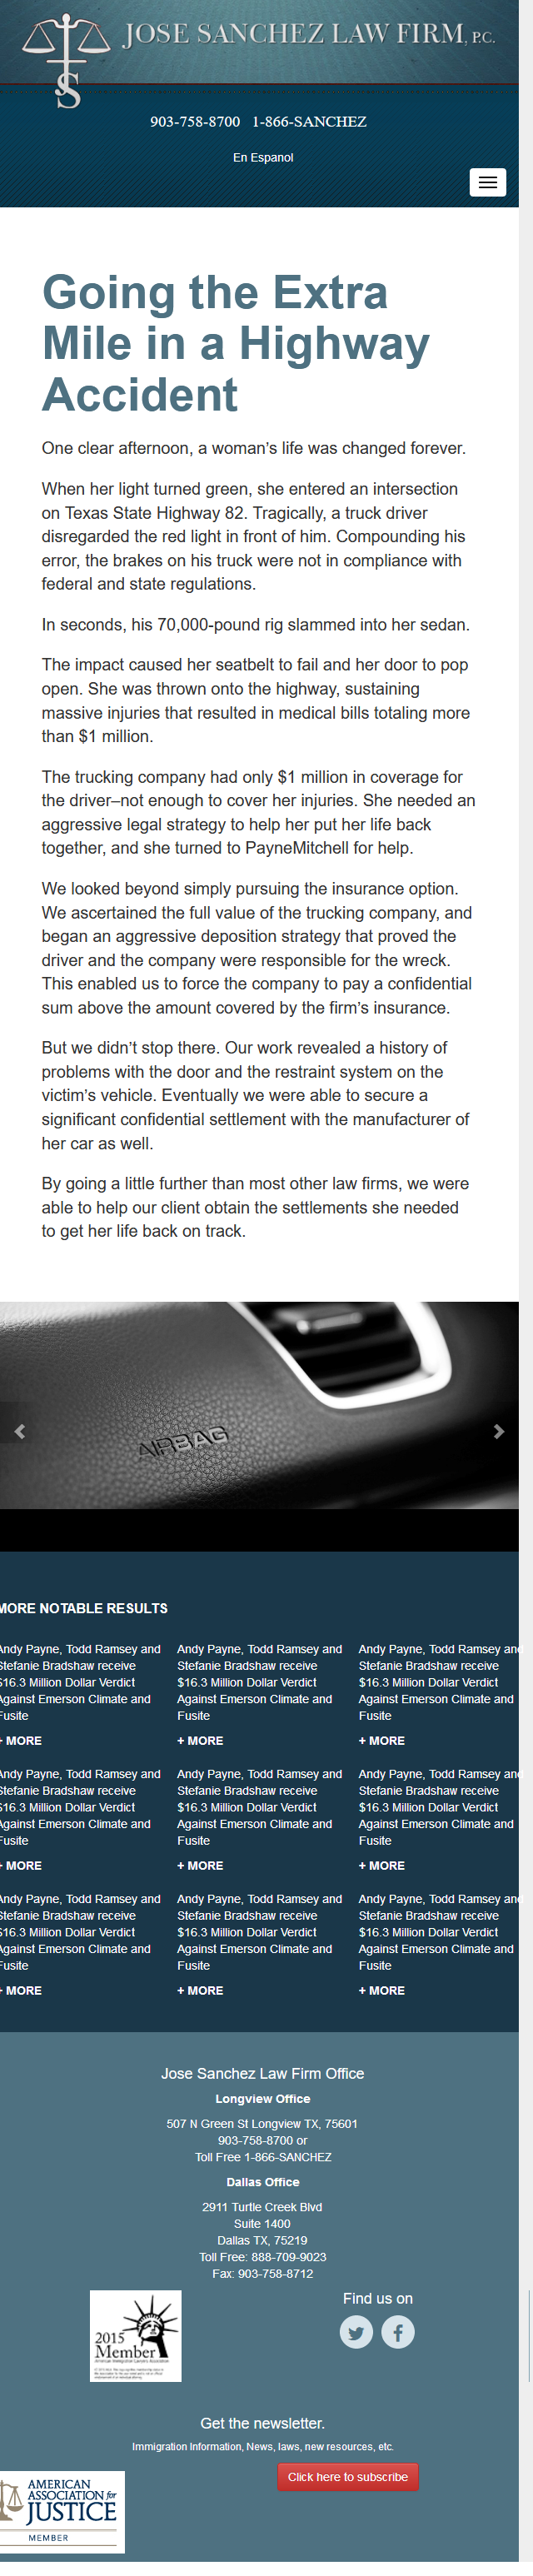 JOSE SANCHEZ LAW FIRM, P.C.
903-758-8700 1-866-SANCHEZ
En Espanol
Going the Extra
Mile in a Highway
Accident
One clear afternoon, a woman’s life was changed forever.
When her light turned green, she entered an intersection
on Texas State Highway 82. Tragically, a truck driver
disregarded the red light in front of him. Compounding his
error, the brakes on his truck were not in compliance with
federal and state regulations.
In seconds, his 70,000-pound rig slammed into her sedan.
The impact caused her seatbelt to fail and her door to pop
open. She was thrown onto the highway, sustaining
massive injuries that resulted in medical bills totaling more
than $1 million.
The trucking company had only $1 million in coverage for
the driver–not enough to cover her injuries. She needed an
aggressive legal strategy to help her put her life back
together, and she turned to PayneMitchell for help.
We looked beyond simply pursuing the insurance option.
We ascertained the full value of the trucking company, and
began an aggressive deposition strategy that proved the
driver and the company were responsible for the wreck.
This enabled us to force the company to pay a confidential
sum above the amount covered by the firm’s insurance.
But we didn’t stop there. Our work revealed a history of
problems with the door and the restraint system on the
victim’s vehicle. Eventually we were able to secure a
significant confidential settlement with the manufacturer of
her car as well.
By going a little further than most other law firms, we were
able to help our client obtain the settlements she needed
to get her life back on track.
AIRBAG
MORE NOTABLE RESULTS
Andy Payne, Todd Ramsey and
Stefanie Bradshaw receive
$16.3 Million Dollar Verdict
Against Emerson Climate and
Fusite
+ MORE
Andy Payne, Todd Ramsey and
Stefanie Bradshaw receive
$16.3 Million Dollar Verdict
Against Emerson Climate and
Fusite
+ MORE
Andy Payne, Todd Ramsey and
Stefanie Bradshaw receive
$16.3 Million Dollar Verdict
Against Emerson Climate and
Fusite
+ MORE
Andy Payne, Todd Ramsey and
Stefanie Bradshaw receive
$16.3 Million Dollar Verdict
Against Emerson Climate and
Fusite
+ MORE
Andy Payne, Todd Ramsey and
Stefanie Bradshaw receive
$16.3 Million Dollar Verdict
Against Emerson Climate and
Fusite
+ MORE
Andy Payne, Todd Ramsey and
Stefanie Bradshaw receive
$16.3 Million Dollar Verdict
Against Emerson Climate and
Fusite
+ MORE
Andy Payne, Todd Ramsey and
Stefanie Bradshaw receive
$16.3 Million Dollar Verdict
Against Emerson Climate and
Fusite
+ MORE
Andy Payne, Todd Ramsey and
Stefanie Bradshaw receive
$16.3 Million Dollar Verdict
Against Emerson Climate and
Fusite
+ MORE
Andy Payne, Todd Ramsey and
Stefanie Bradshaw receive
$16.3 Million Dollar Verdict
Against Emerson Climate and
Fusite
+ MORE
Jose Sanchez Law Firm Office
Longview Office
507 N Green St Longview TX, 75601
903-758-8700 or
Toll Free 1-866-SANCHEZ
Dallas Office
2911 Turtle Creek Blvd
Suite 1400
Dallas TX, 75219
Toll Free: 888-709-9023
Fax: 903-758-8712
2015
Member
American Immigration Lawyers Association
Find us on
Get the newsletter.
Immigration Information, News, laws, new resources, etc.
Click here to subscribe
AMERICAN
ASSOCIATION for
JUSTICE
MEMBER